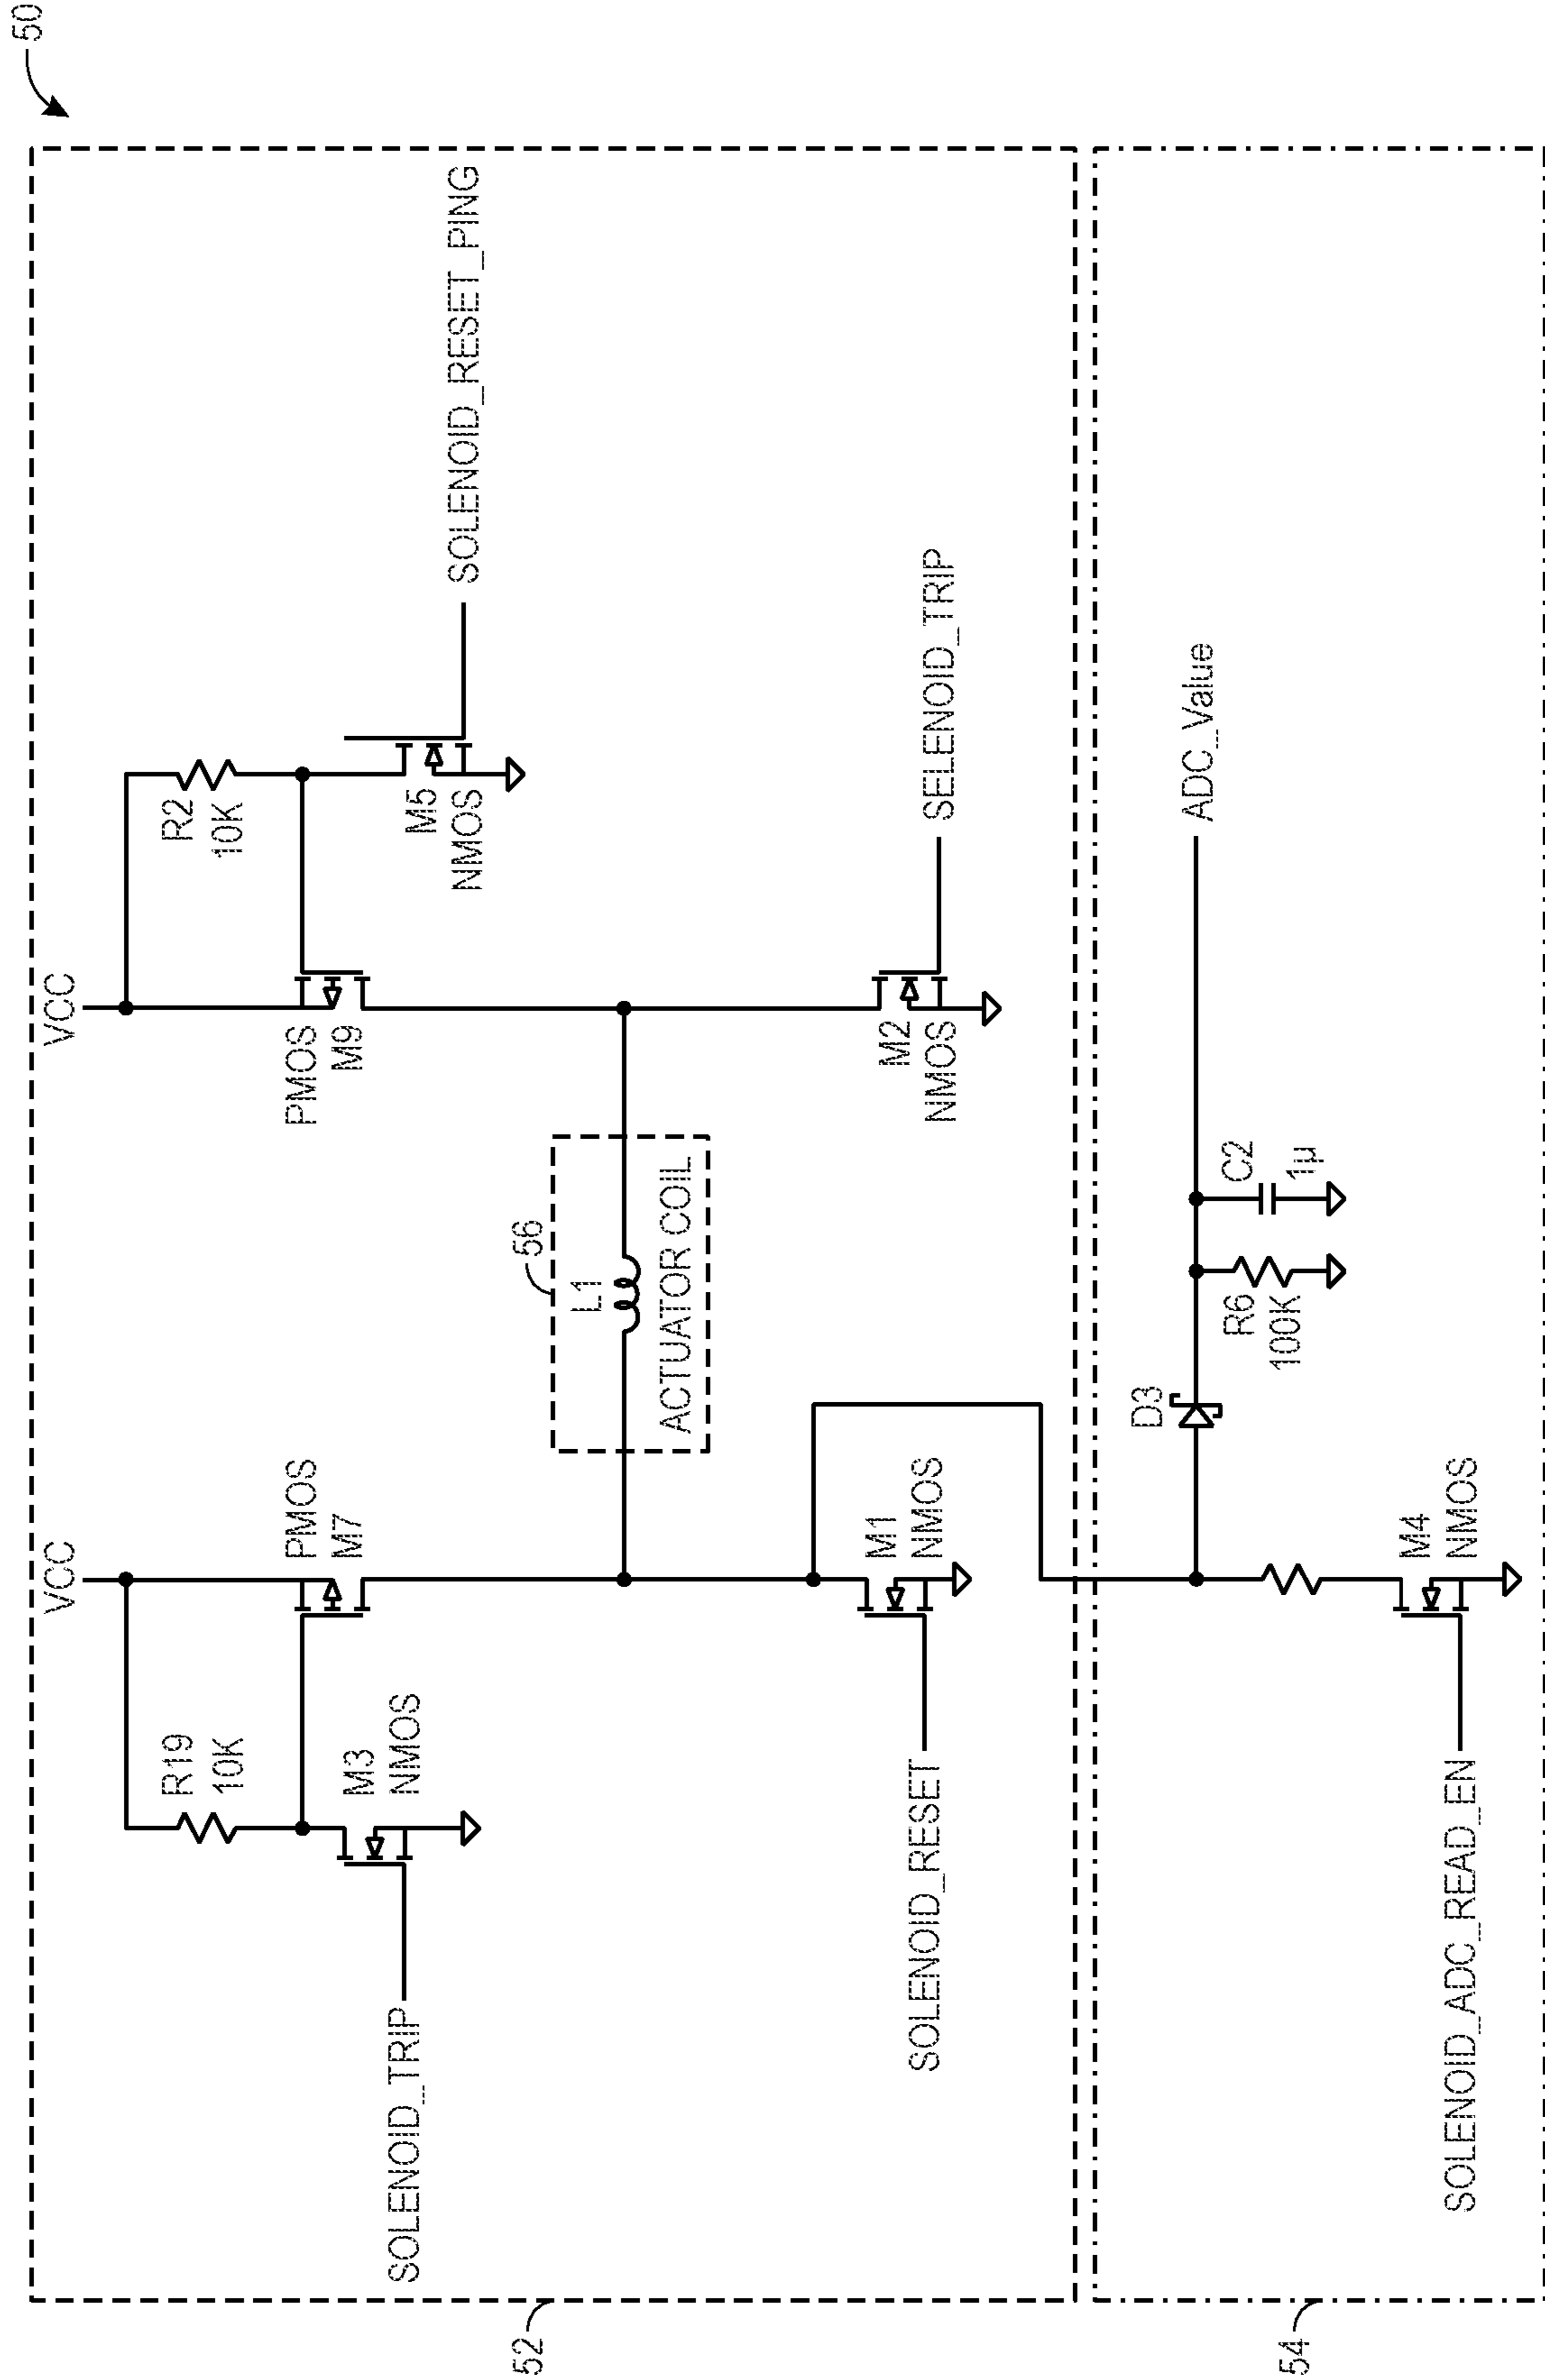 50
VCC
VCC
R19
10K
PMOS
M7
PMOS
M9
R2
10K
M3
NMOS
M5
NMOS
SOLENOID_TRIP
SOLENOID_RESET_PING
56
L1
ACTUATOR COIL
52
M1
NMOS
M2
NMOS
SOLENOID_RESET
SELENOID_TRIP
D3
ADC_Value
R6
100K
C2
1µ
M4
NMOS
SOLENOID_ADC_READ_EN
54